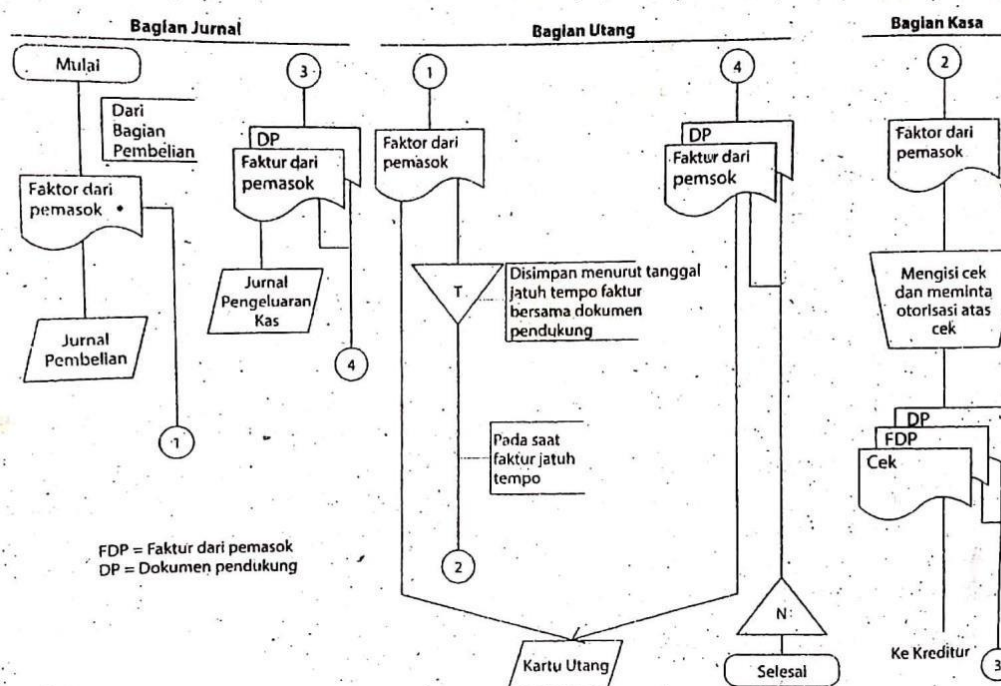 Bagian Jurnal
Mulai
Dari
Bagian
Pembelian
Faktor dari
pemasok
Jurnal
Pembelian
1
3
DP
Faktur dari
pemasok
Jurnal
Pengeluaran
Kas
4
FDP = Faktur dari pemasok
DP = Dokumen pendukung
Bagian Utang
1
Faktor dari
pemasok
T
Disimpan menurut tanggal
jatuh tempo faktur
bersama dokumen
pendukung
Pada saat
faktur jatuh
tempo
2
4
DP
Faktur dari
pemsok
Kartu Utang
N
Selesai
Bagian Kasa
2
Faktor dari
pemasok
Mengisi cek
dan meminta
otorisasi atas
cek
DP
FDP
Cek
Ke Kreditur
3